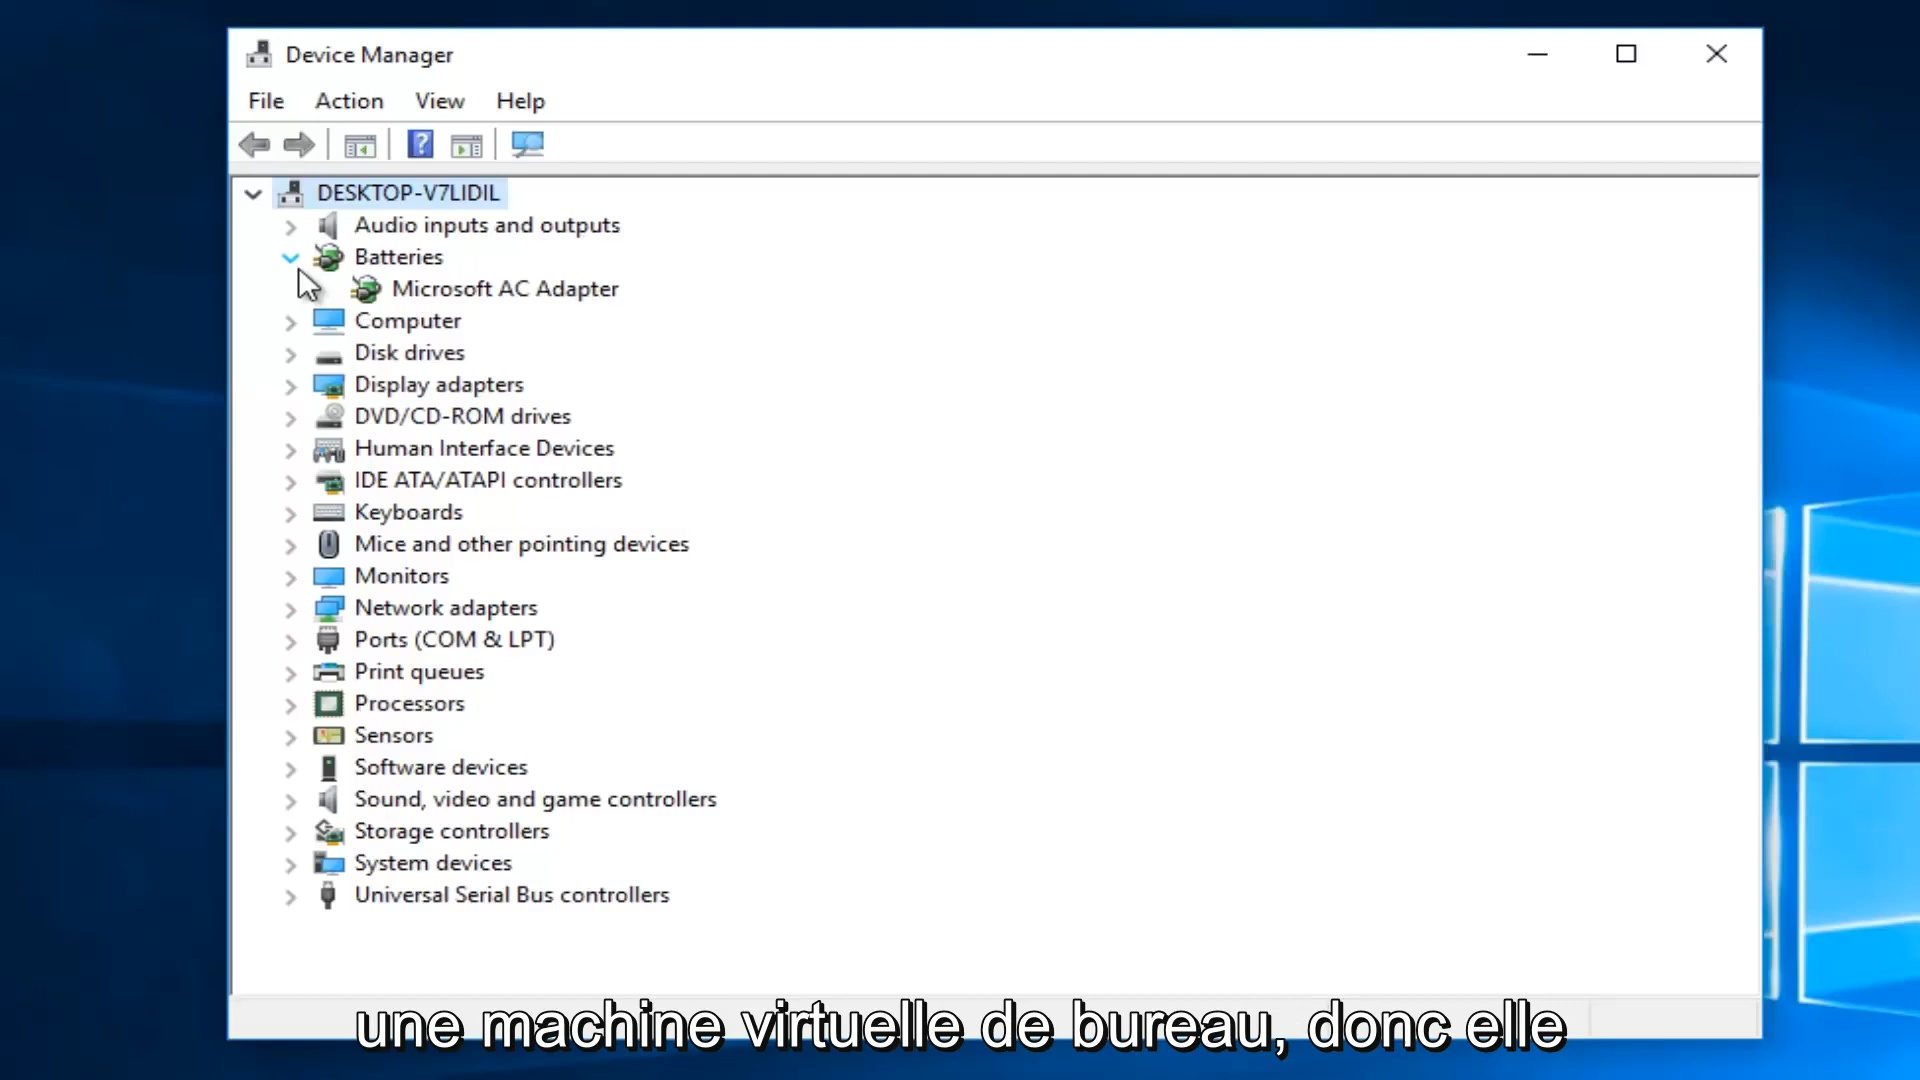 Device Manager
File Action View Help
DESKTOP-V7LIDIL
Audio inputs and outputs
Batteries
Microsoft AC Adapter
Computer
Disk drives
Display adapters
DVD/CD-ROM drives
Human Interface Devices
IDE ATA/ATAPI controllers
Keyboards
Mice and other pointing devices
Monitors
Network adapters
Ports (COM & LPT)
Print queues
Processors
Sensors
Software devices
Sound, video and game controllers
Storage controllers
System devices
Universal Serial Bus controllers
une machine virtuelle de bureau, donc elle